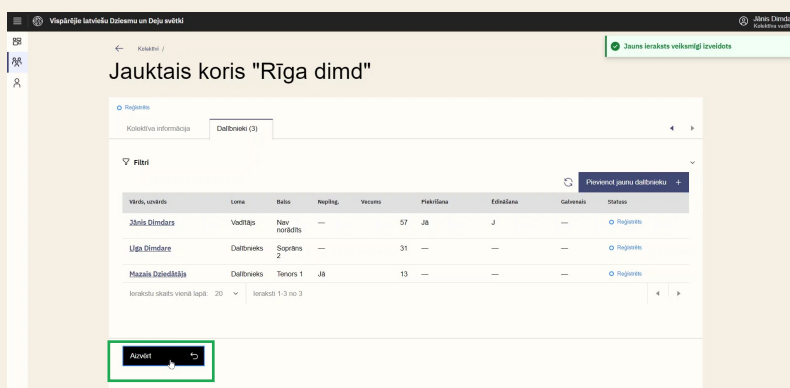 Vispārējie latviešu Dziesmu un Deju svētki
Jānis Dimdars
Kolektīva
Kolektīvi /
Jauns ieraksts veiksmīgi izveidots
Jauktais koris "Rīga dimd"
Reģistrēts
Kolektīva informācija Dalībnieki (3)
Filtri
Pievienot jaunu dalībnieku +
Vārds, uzvārds Loma Balss Nepilng. Vecums Piekrišana Ēdināšana Galvenais Statuss
Jānis Dimdars Vadītājs Nav norādīts — 57 Jā J — Reģistrēts
Līga Dimdare Dalībnieks Soprāns 2 — 31 — — — Reģistrēts
Mazais Dziedātājs Dalībnieks Tenors 1 Jā 13 — — — Reģistrēts
Ierakstu skaits vienā lapā: 20 Ieraksti 1-3 no 3
Aizvērt